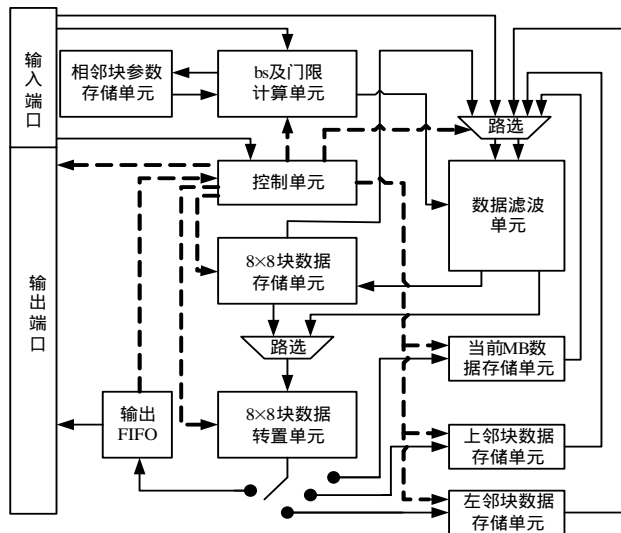 输入端口
相邻块参数
存储单元
bs及门限
计算单元
路选
控制单元
数据滤波
单元
输出端口
8×8块数据
存储单元
路选
当前MB数
据存储单元
输出
FIFO
8×8块数据
转置单元
上邻块数据
存储单元
左邻块数据
存储单元